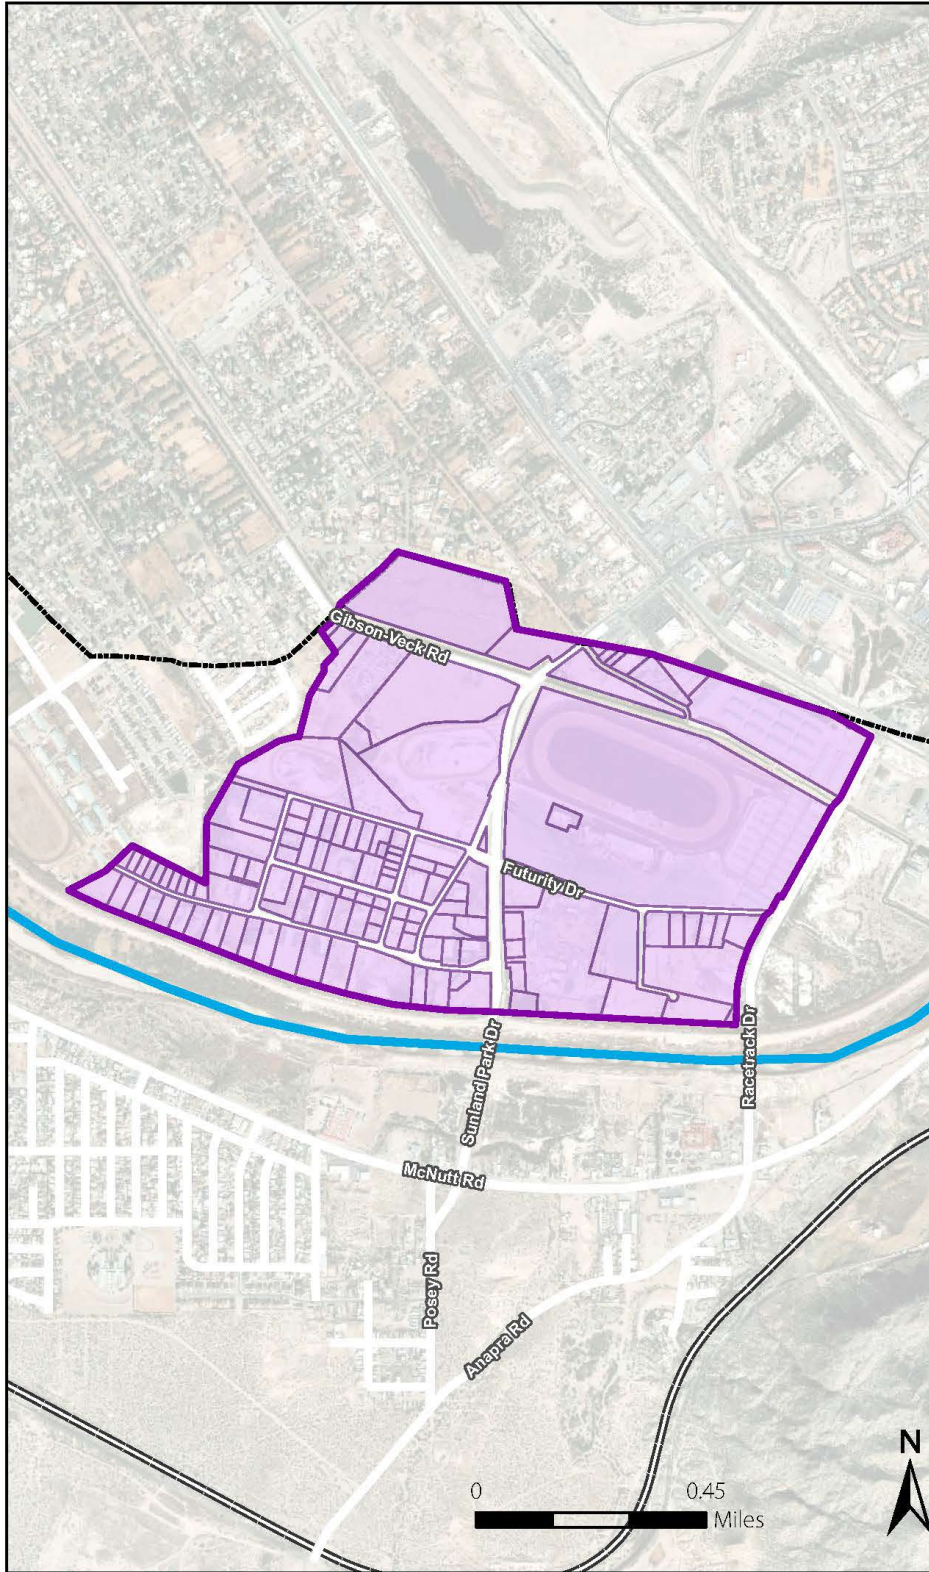 Gibson-Veck Rd
Futurity Dr
Sunland Park Dr
Racetrack Dr
McNutt Rd
Posey Rd
Anapra Rd
N
0 0.45
Miles